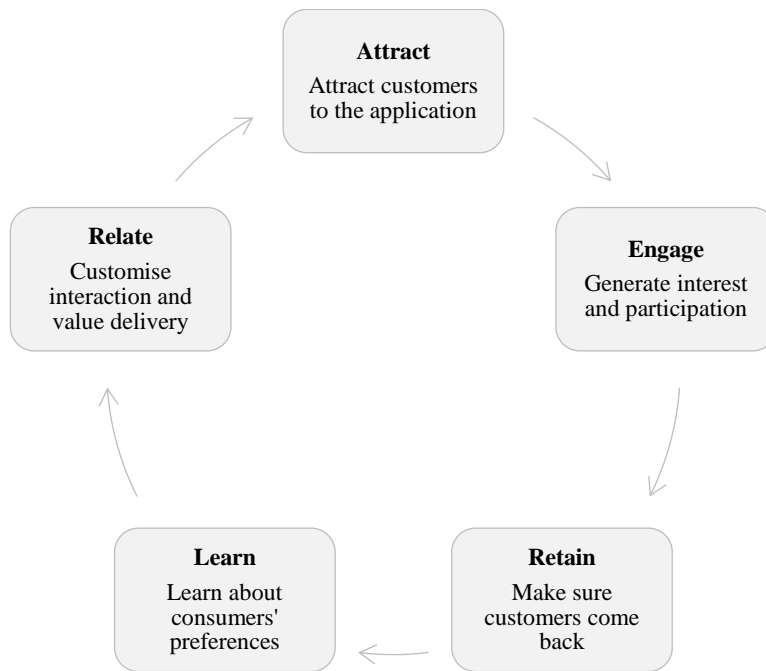 Attract
Attract customers
to the application
Engage
Generate interest
and participation
Retain
Make sure
customers come
back
Learn
Learn about
consumers'
preferences
Relate
Customise
interaction and
value delivery